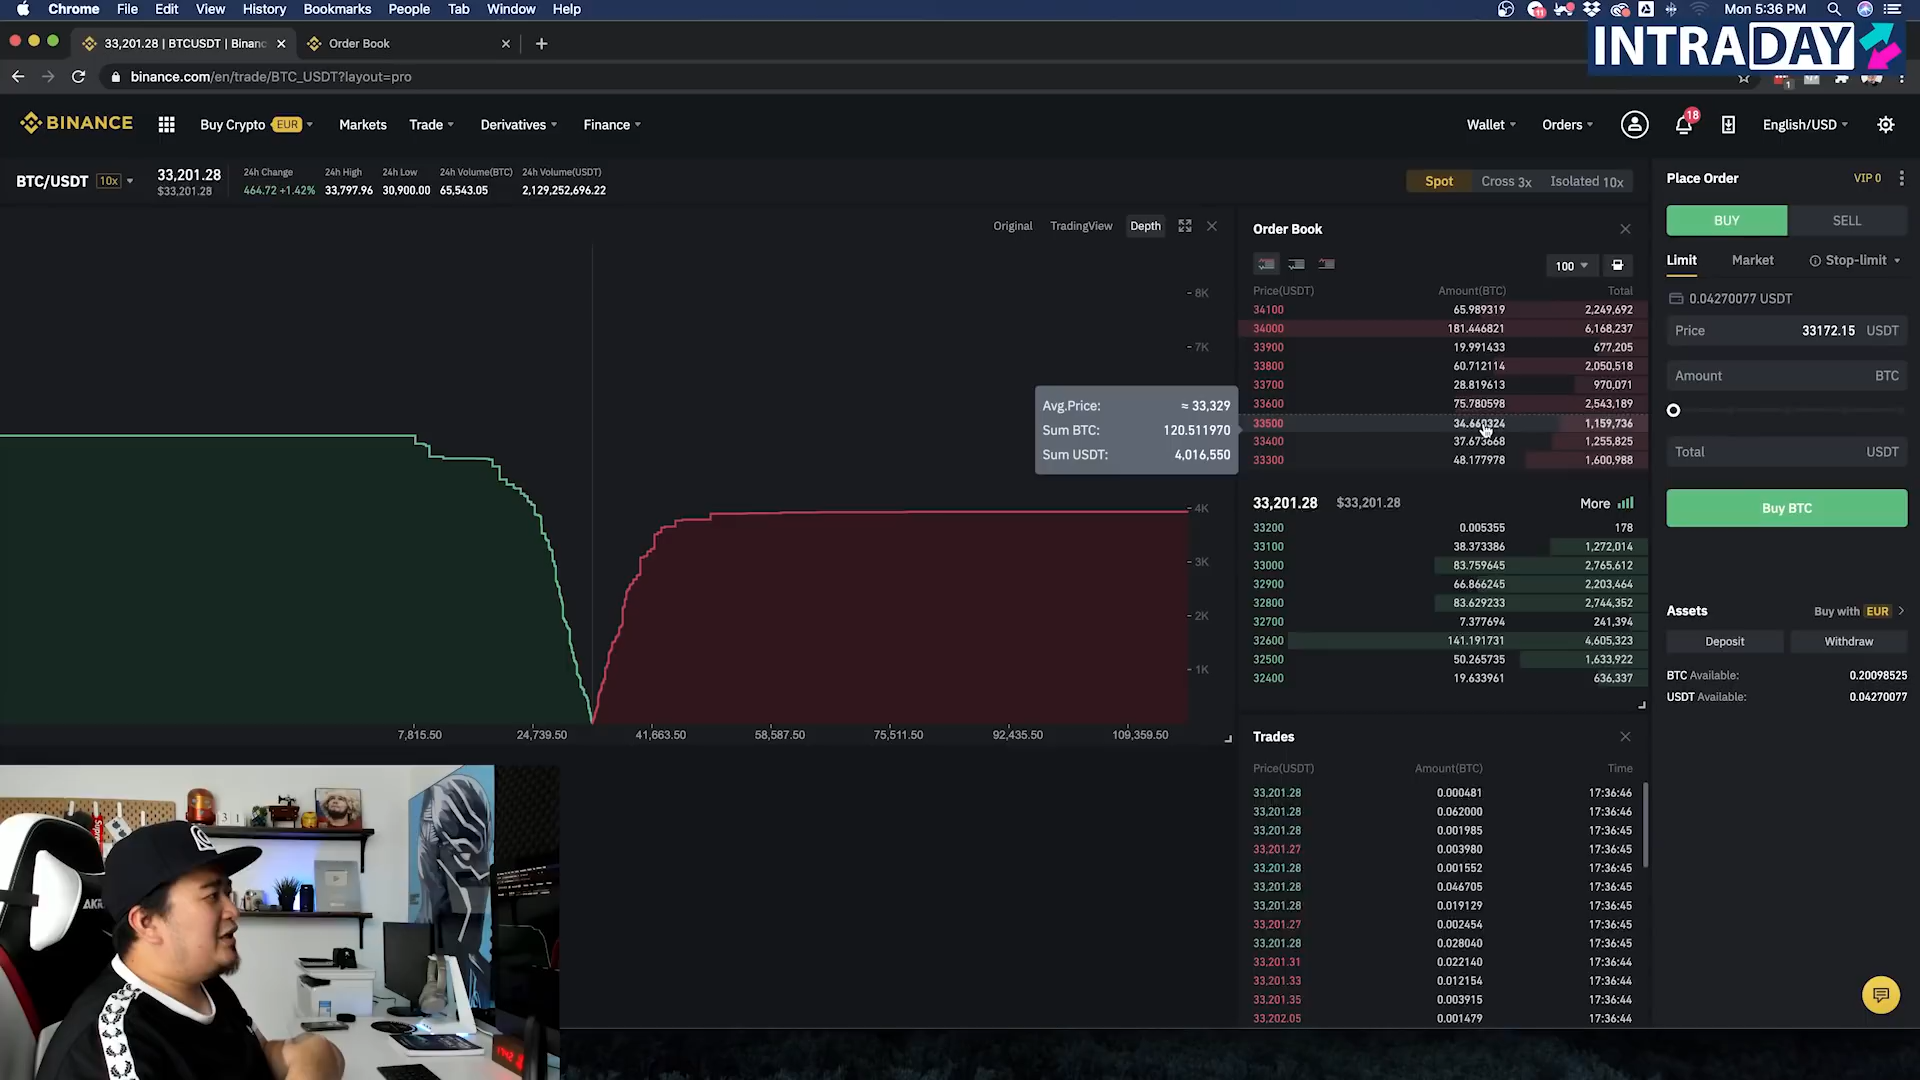 Chrome File Edit View History Bookmarks People Tab Window Help
Mon 5:36 PM
33,201.28 | BTCUSDT | Binanc
Order Book
INTRADAY
binance.com/en/trade/BTC_USDT?layout=pro
BINANCE
Buy Crypto EUR Markets Trade Derivatives Finance
Wallet Orders 18 English/USD
BTC/USDT 10x
33,201.28
$33,201.28
24h Change 24h High 24h Low 24h Volume(BTC) 24h Volume(USDT)
464.72 +1.42% 33,797.96 30,900.00 65,543.05 2,129,252,696.22
Spot Cross 3x Isolated 10x
Original TradingView Depth
8K
7K
4K
3K
2K
1K
7,815.50 24,739.50 41,663.50 58,587.50 75,511.50 92,435.50 109,359.50
Avg.Price: ≈ 33,329
Sum BTC: 120.511970
Sum USDT: 4,016,550
Order Book
100
Price(USDT) Amount(BTC) Total
34100 65.989319 2,249,692
34000 181.446821 6,168,237
33900 19.991433 677,205
33800 60.712114 2,050,518
33700 28.819613 970,071
33600 75.780598 2,543,189
33500 34.660324 1,159,736
33400 37.673668 1,255,825
33300 48.177978 1,600,988
33,201.28 $33,201.28 More
33200 0.005355 178
33100 38.373386 1,272,014
33000 83.759645 2,765,612
32900 66.866245 2,203,464
32800 83.629233 2,744,352
32700 7.377694 241,394
32600 141.191731 4,605,323
32500 50.265735 1,633,922
32400 19.633961 636,337
Trades
Price(USDT) Amount(BTC) Time
33,201.28 0.000481 17:36:46
33,201.28 0.062000 17:36:46
33,201.28 0.001985 17:36:45
33,201.27 0.003980 17:36:45
33,201.28 0.001552 17:36:45
33,201.28 0.046705 17:36:45
33,201.28 0.019129 17:36:45
33,201.27 0.002454 17:36:45
33,201.28 0.028040 17:36:45
33,201.31 0.022140 17:36:44
33,201.33 0.012154 17:36:44
33,201.35 0.003915 17:36:44
33,202.05 0.001479 17:36:44
Place Order VIP 0
BUY SELL
Limit Market Stop-limit
0.04270077 USDT
Price 33172.15 USDT
Amount BTC
Total USDT
Buy BTC
Assets Buy with EUR
Deposit Withdraw
BTC Available: 0.20098525
USDT Available: 0.04270077